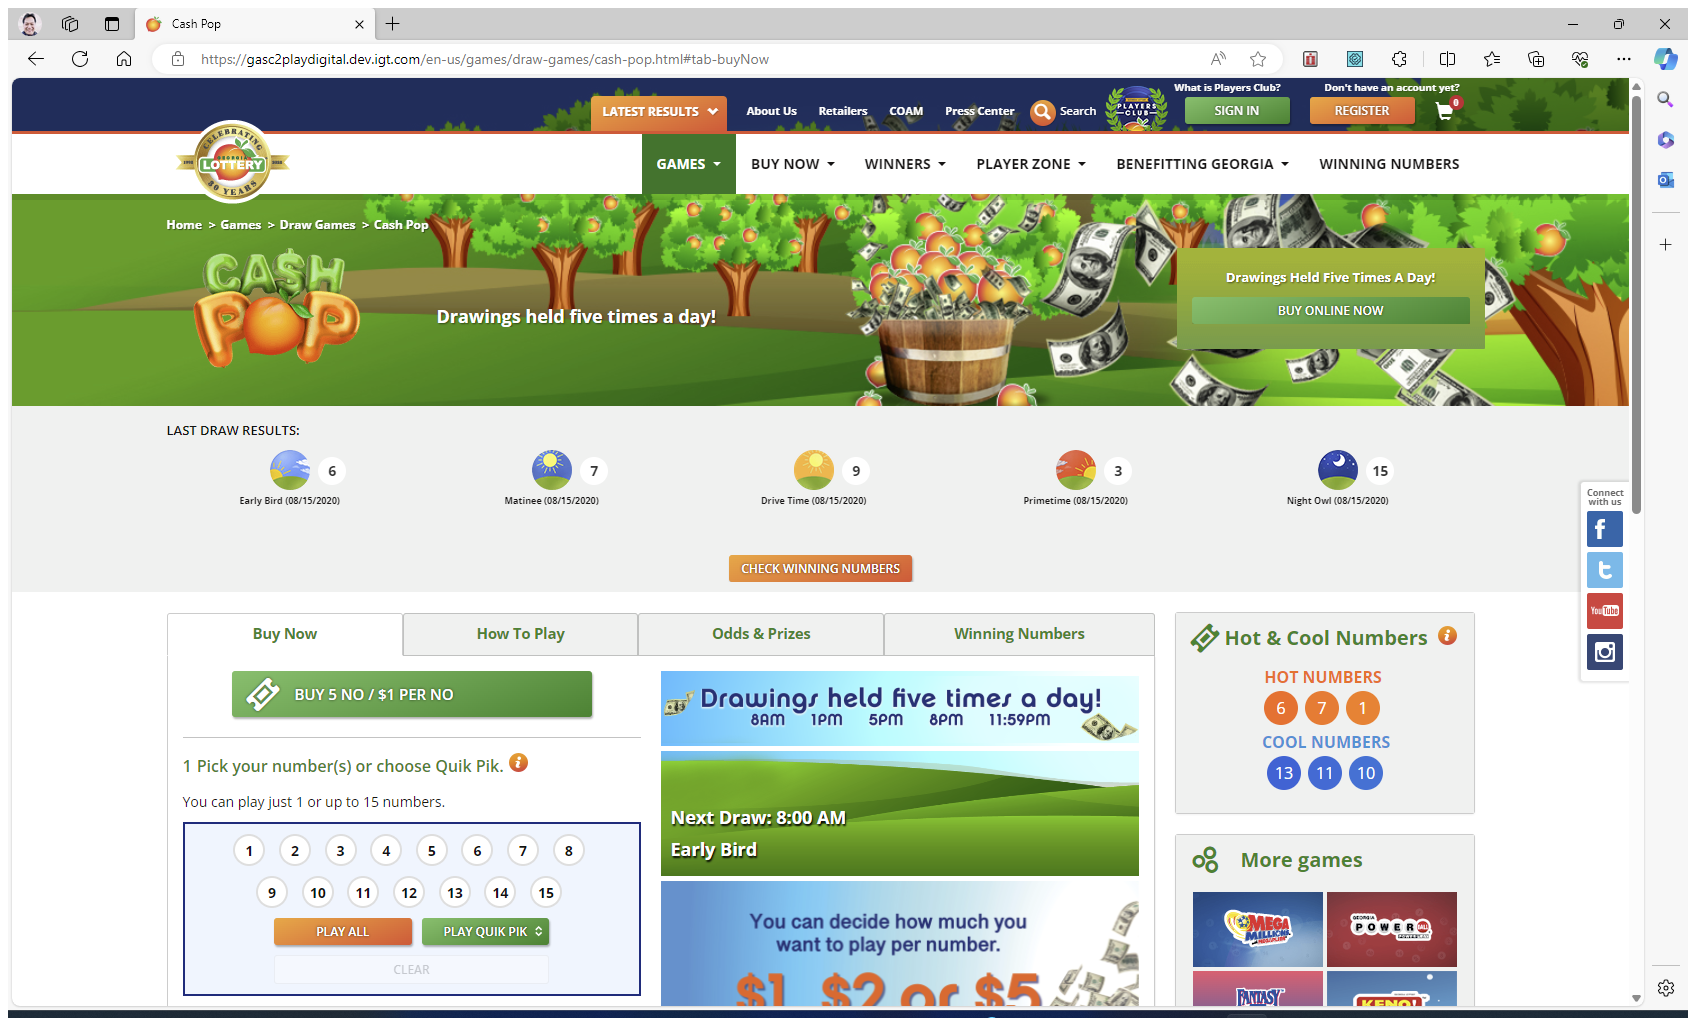 Cash Pop
https://gasc2playdigital.dev.igt.com/en-us/games/draw-games/cash-pop.html#tab-buyNow
LATEST RESULTS
About Us
Retailers
COAM
Press Center
Search
PLAYERS
CLUB
What is Players Club?
SIGN IN
Don't have an account yet?
REGISTER
0
CELEBRATING
GEORGIA
LOTTERY
30 YEARS
GAMES
BUY NOW
WINNERS
PLAYER ZONE
BENEFITTING GEORGIA
WINNING NUMBERS
Home > Games > Draw Games > Cash Pop
CA$H
POP
Drawings held five times a day!
Drawings Held Five Times A Day!
BUY ONLINE NOW
LAST DRAW RESULTS:
6
Early Bird (08/15/2020)
7
Matinee (08/15/2020)
9
Drive Time (08/15/2020)
3
Primetime (08/15/2020)
15
Night Owl (08/15/2020)
CHECK WINNING NUMBERS
Connect
with us
f
t
YouTube
Buy Now
How To Play
Odds & Prizes
Winning Numbers
BUY 5 NO / $1 PER NO
1 Pick your number(s) or choose Quik Pik. i
You can play just 1 or up to 15 numbers.
1 2 3 4 5 6 7 8
9 10 11 12 13 14 15
PLAY ALL
PLAY QUIK PIK
CLEAR
Drawings held five times a day!
8AM 1PM 5PM 8PM 11:59PM
Next Draw: 8:00 AM
Early Bird
You can decide how much you
want to play per number.
$1, $2 or $5
Hot & Cool Numbers i
HOT NUMBERS
6 7 1
COOL NUMBERS
13 11 10
More games
MEGA
MILLIONS
GEORGIA
POWERBALL
FANTASY
KENO!